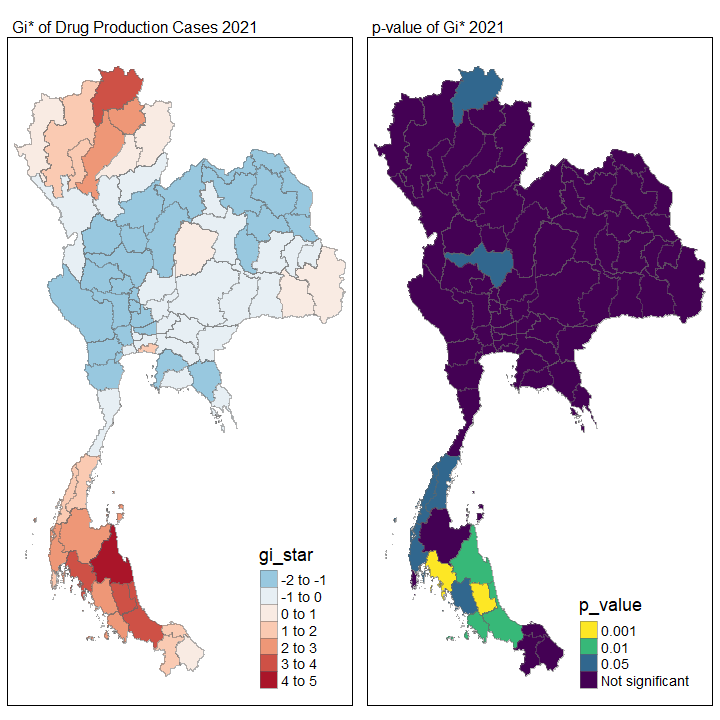 Gi* of Drug Production Cases 2021
p-value of Gi* 2021
gi_star
-2 to -1
-1 to 0
0 to 1
1 to 2
2 to 3
3 to 4
4 to 5
p_value
0.001
0.01
0.05
Not significant